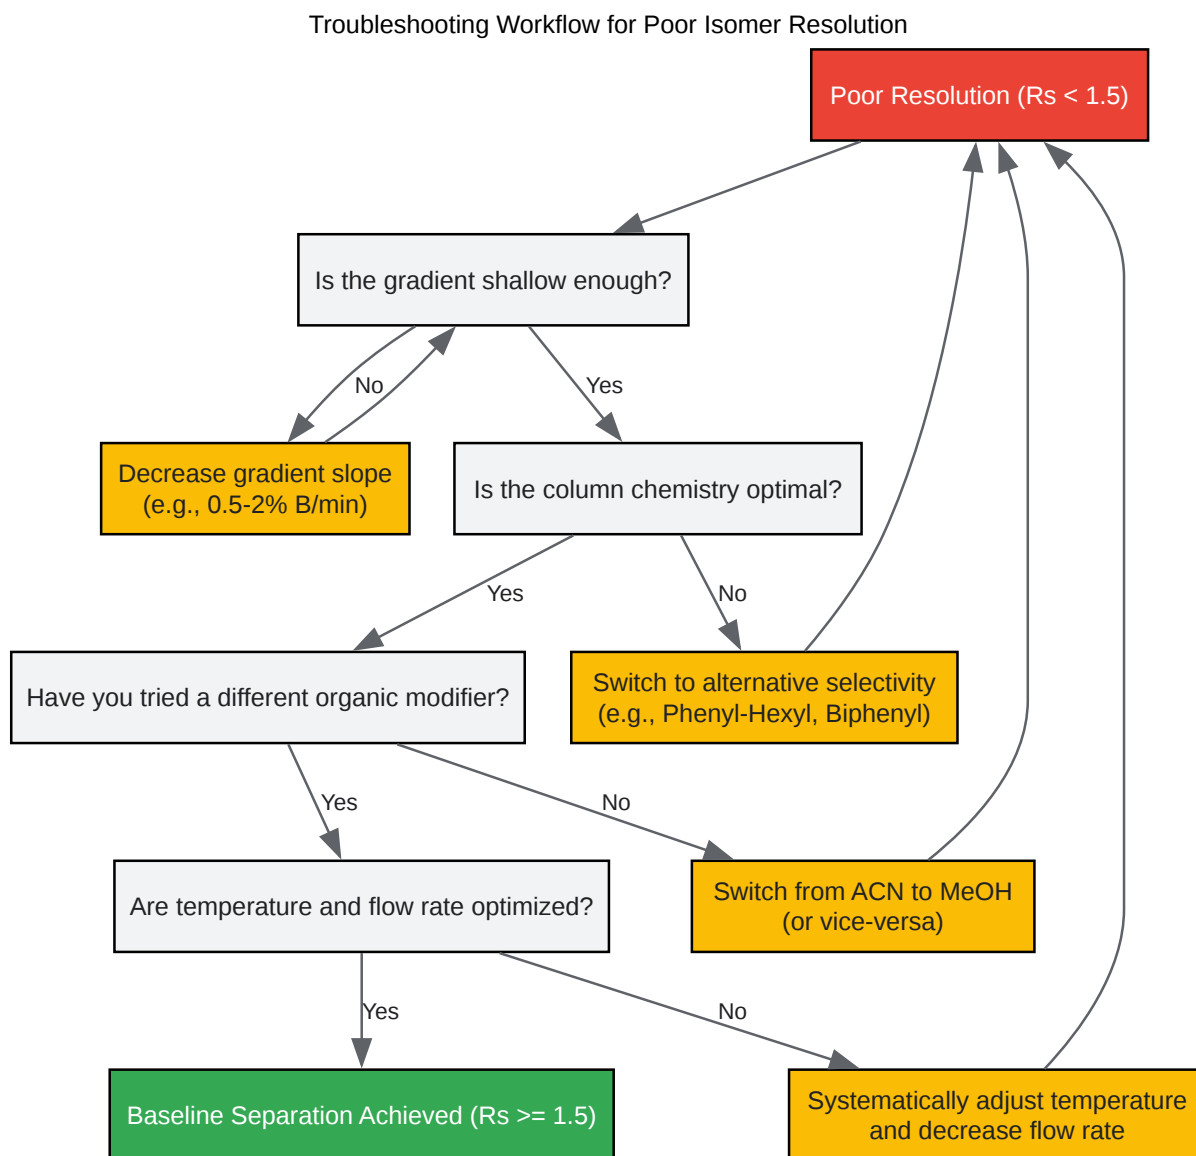 Troubleshooting Workflow for Poor Isomer Resolution
Poor Resolution (Rs < 1.5)
Is the gradient shallow enough?
No
Yes
Decrease gradient slope
(e.g., 0.5-2% B/min)
Is the column chemistry optimal?
Yes
No
Have you tried a different organic modifier?
Switch to alternative selectivity
(e.g., Phenyl-Hexyl, Biphenyl)
Yes
No
Are temperature and flow rate optimized?
Switch from ACN to MeOH
(or vice-versa)
Yes
No
Baseline Separation Achieved (Rs >= 1.5)
Systematically adjust temperature
and decrease flow rate